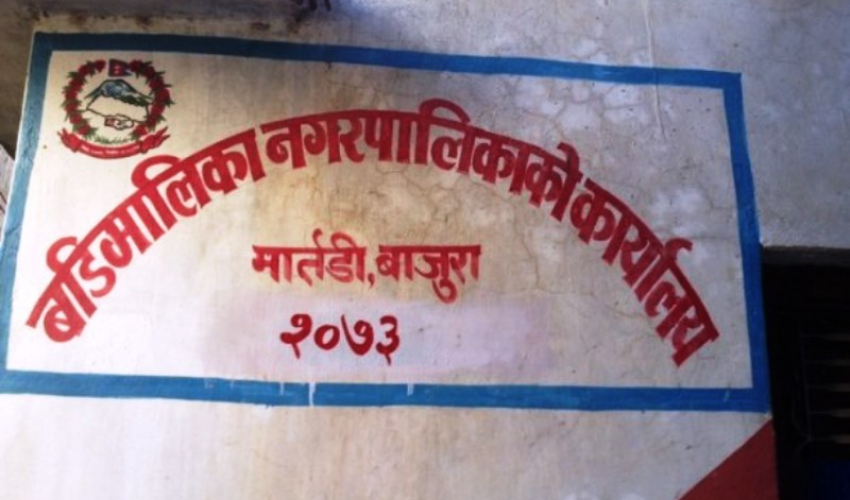 बडिमालिका नगरपालिकाको कार्यालय
मार्तडी, बाजुरा
२०७३